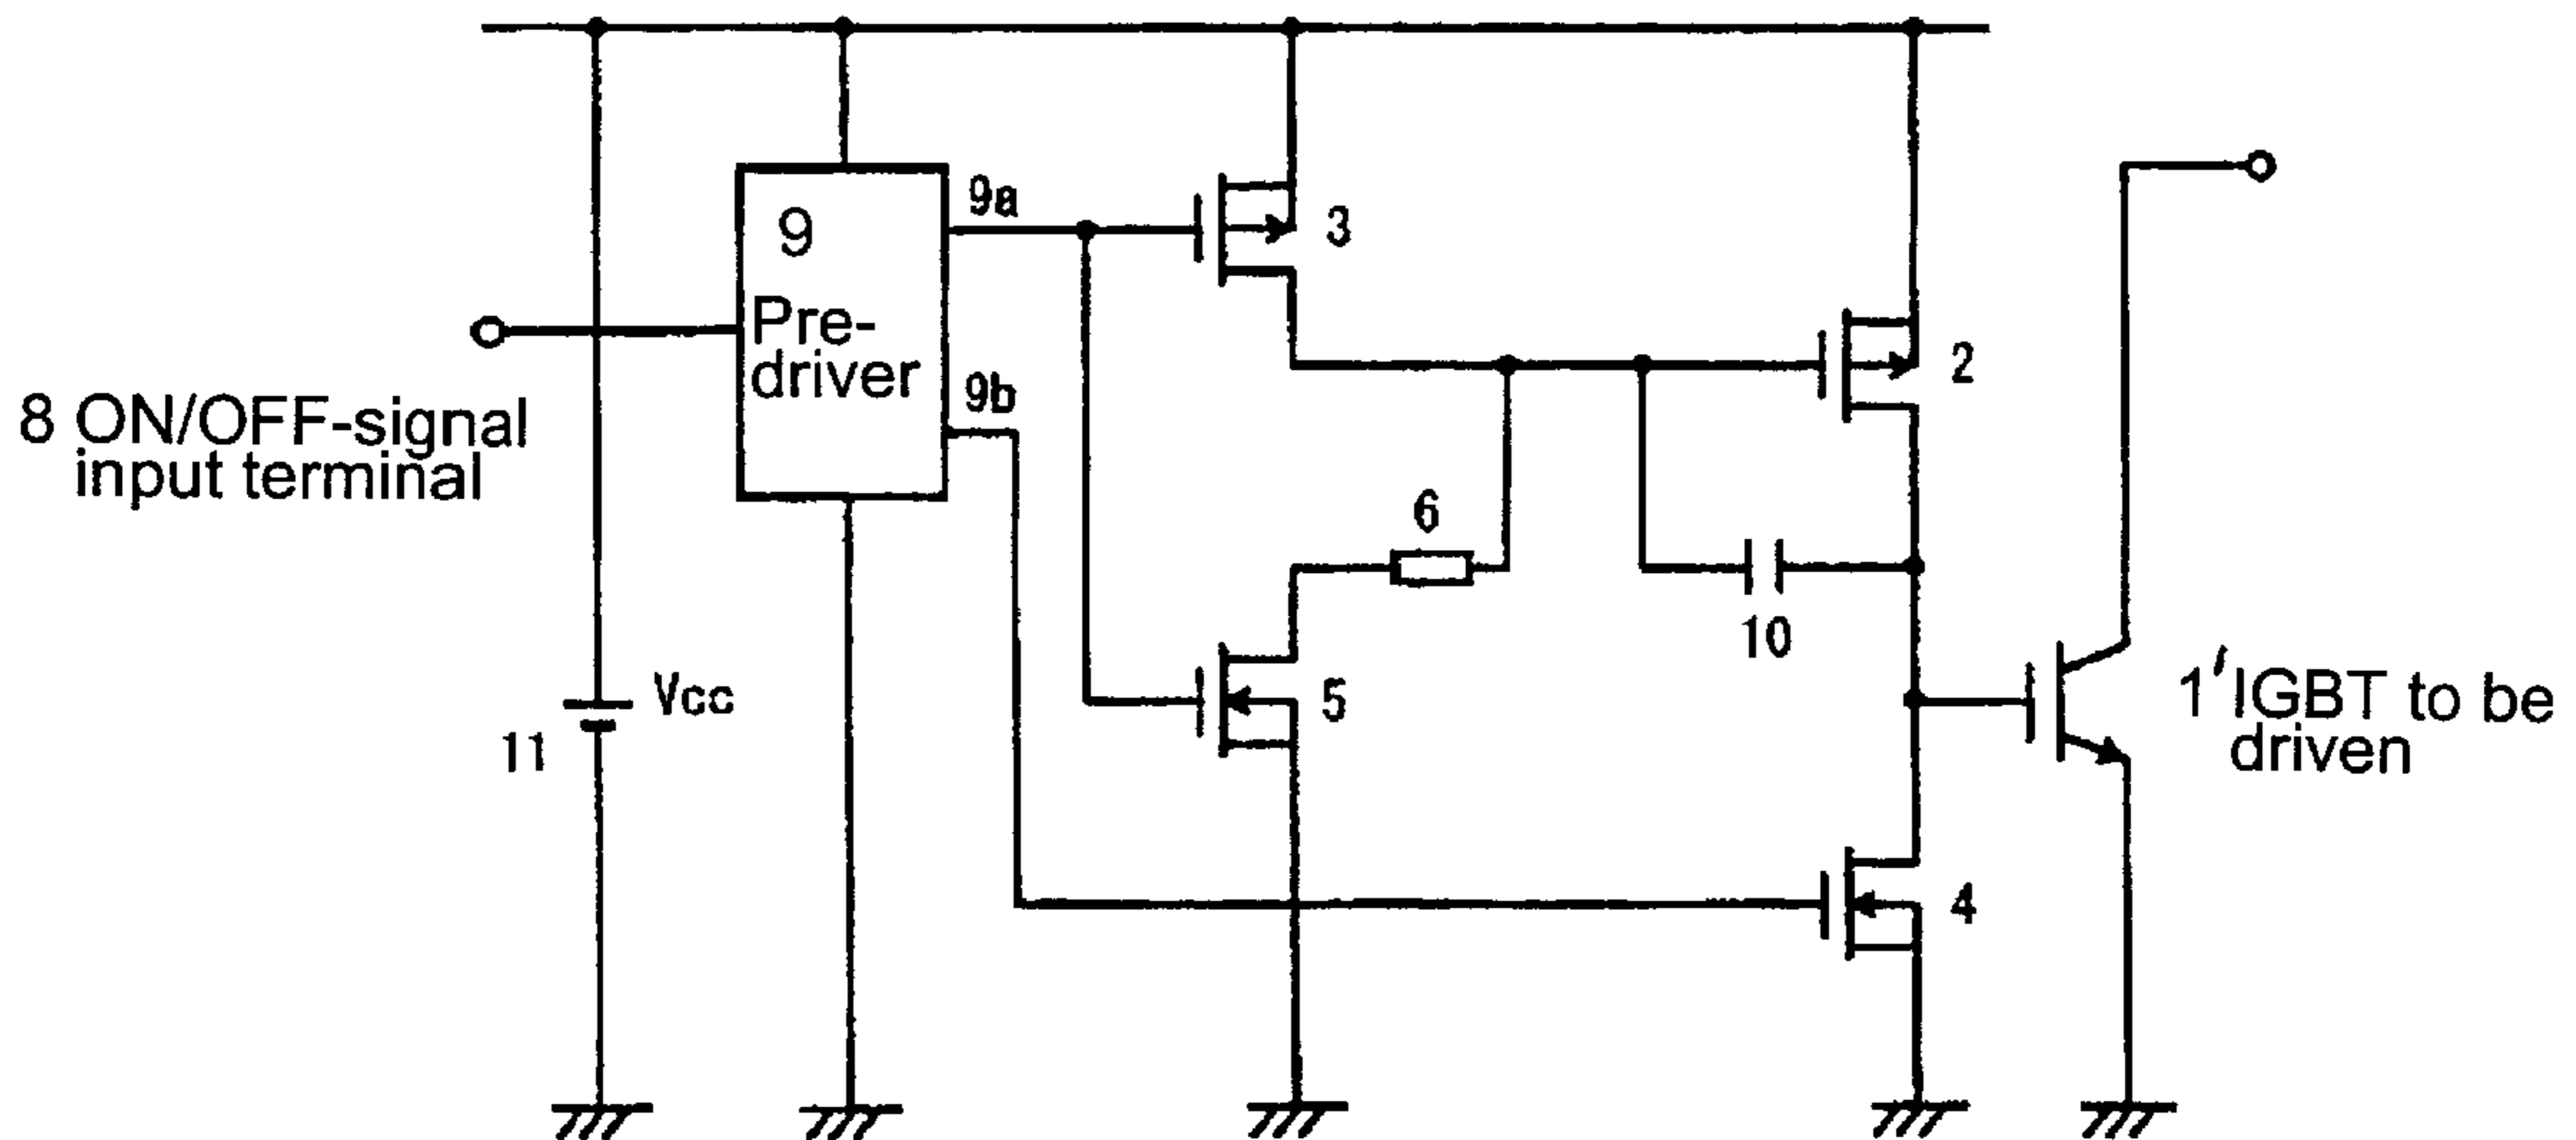 9a
9
3
Pre-
driver
2
9b
8 ON/OFF-signal
input terminal
6
10
Vcc
5
1' IGBT to be
driven
11
4